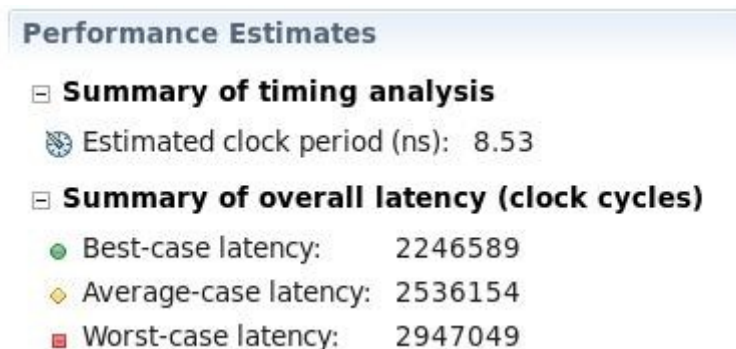 Performance Estimates
Summary of timing analysis
Estimated clock period (ns): 8.53
Summary of overall latency (clock cycles)
Best-case latency: 2246589
Average-case latency: 2536154
Worst-case latency: 2947049